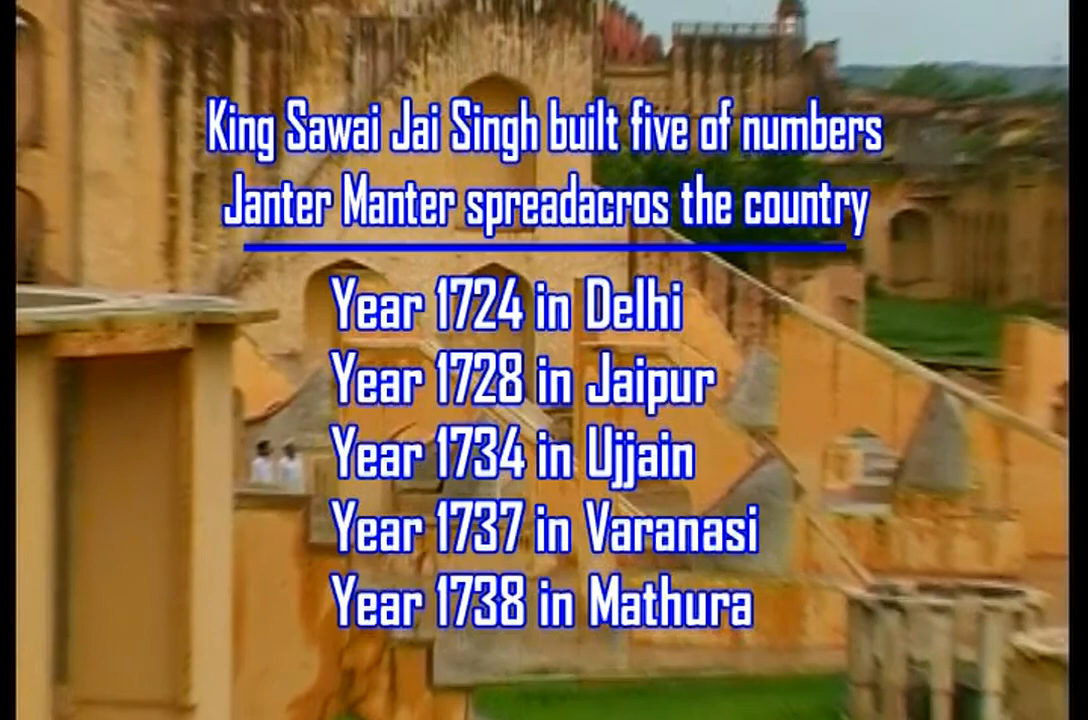 King Sawai Jai Singh built five of numbers
Janter Manter spreadacros the country
Year 1724 in Delhi
Year 1728 in Jaipur
Year 1734 in Ujjain
Year 1737 in Varanasi
Year 1738 in Mathura